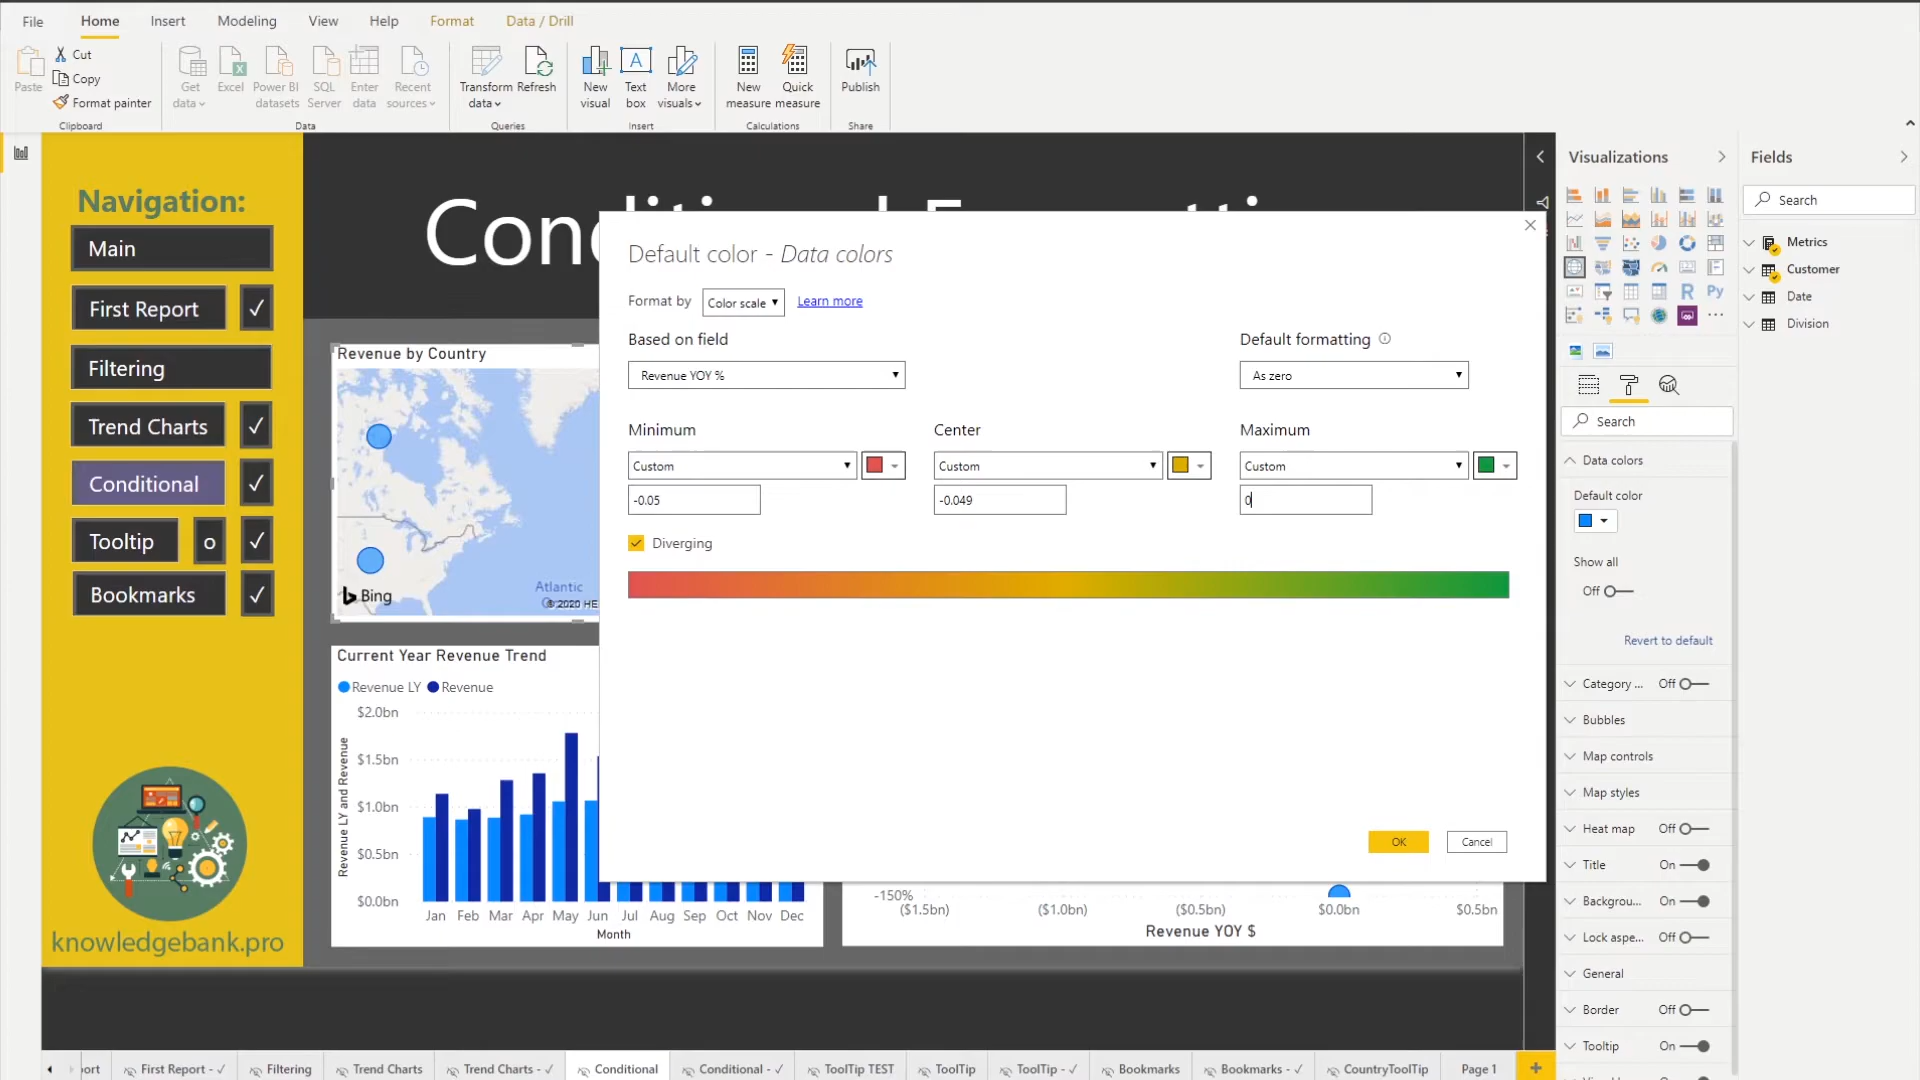 File Home Insert Modeling View Help Format Data / Drill
Paste Cut Copy Format painter
Get data Excel Power BI datasets SQL Server Enter data Recent sources
Transform data Refresh
New visual Text box More visuals
New measure Quick measure
Publish
Clipboard Data Queries Insert Calculations Share
Navigation:
Main
First Report ✓
Filtering
Trend Charts ✓
Conditional ✓
Tooltip o ✓
Bookmarks ✓
knowledgebank.pro
Revenue by Country
Bing
Atlantic
© 2020 HE
Current Year Revenue Trend
Revenue LY Revenue
$2.0bn
$1.5bn
$1.0bn
$0.5bn
$0.0bn
Revenue LY and Revenue
Jan Feb Mar Apr May Jun Jul Aug Sep Oct Nov Dec
Month
Default color - Data colors
Format by Color scale Learn more
Based on field Default formatting
Revenue YOY % As zero
Minimum Center Maximum
Custom Custom Custom
-0.05 -0.049 0
Diverging
OK Cancel
-150%
($1.5bn) ($1.0bn) ($0.5bn) $0.0bn $0.5bn
Revenue YOY $
Visualizations
R Py
Search
Data colors
Default color
Show all
Off
Revert to default
Category ... Off
Bubbles
Map controls
Map styles
Heat map Off
Title On
Backgrou... On
Lock aspe... Off
General
Border Off
Tooltip On
Fields
Search
Metrics
Customer
Date
Division
ort First Report - ✓ Filtering Trend Charts Trend Charts - ✓ Conditional Conditional - ✓ ToolTip TEST ToolTip ToolTip - ✓ Bookmarks Bookmarks - ✓ CountryToolTip Page 1 +